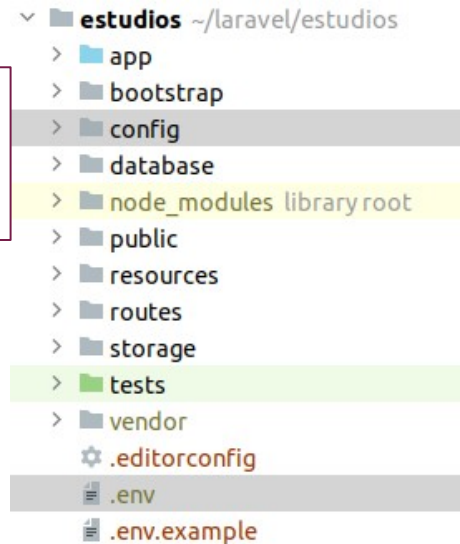 estudios ~/laravel/estudios
app
bootstrap
config
database
node_modules library root
public
resources
routes
storage
tests
vendor
.editorconfig
.env
.env.example